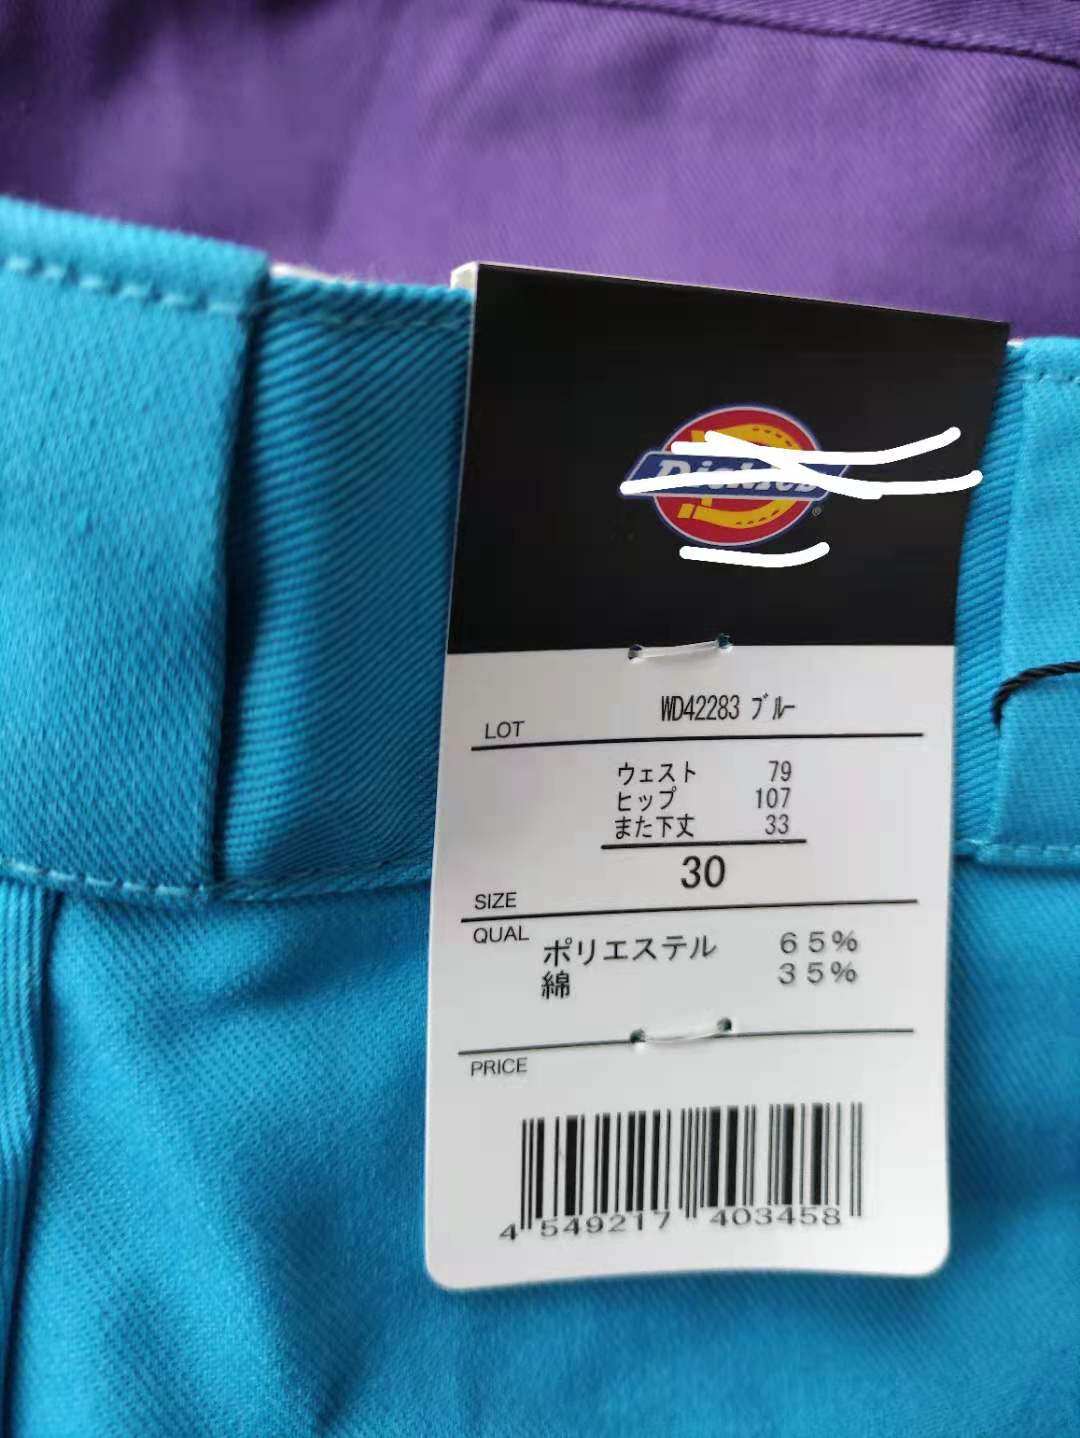 Dickies
®
LOT WD42283 ブルー
ウェスト 79
ヒップ 107
また下丈 33
SIZE 30
QUAL ポリエステル 65%
綿 35%
PRICE
4 549217 403458